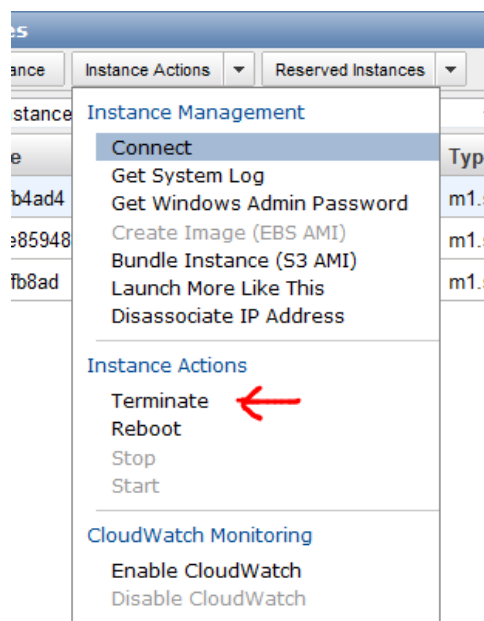 es
ance Instance Actions Reserved Instances
stance
Instance Management
e Connect Typ
Get System Log
fb4ad4 Get Windows Admin Password m1.
e85948 Create Image (EBS AMI) m1.
Bundle Instance (S3 AMI)
fb8ad Launch More Like This m1.
Disassociate IP Address
Instance Actions
Terminate
Reboot
Stop
Start
CloudWatch Monitoring
Enable CloudWatch
Disable CloudWatch